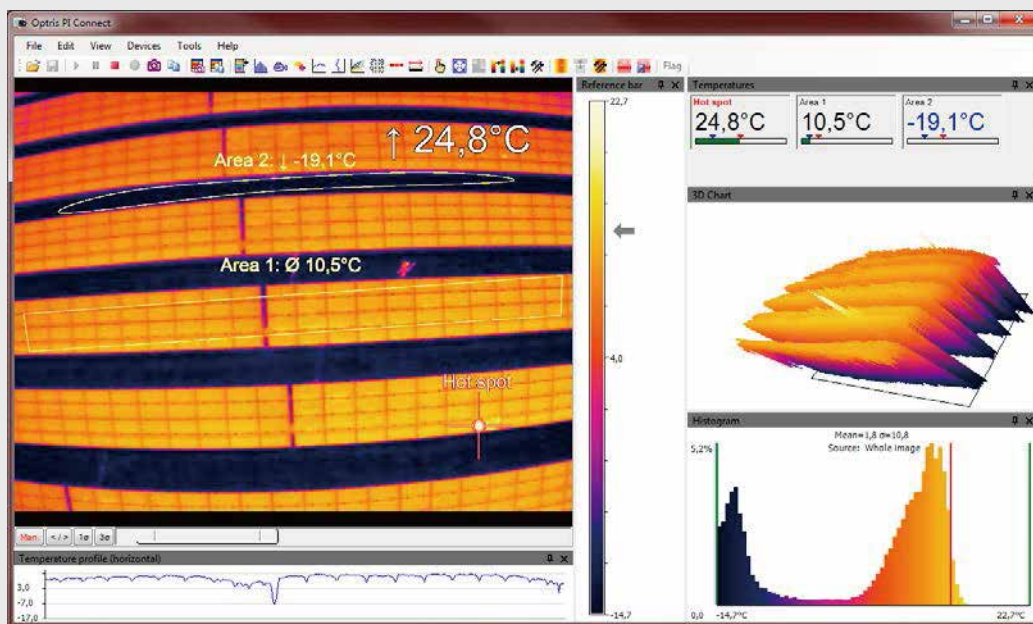 Optris PI Connect
File Edit View Devices Tools Help
Flag
↑ 24,8°C
Area 2: ↓ -19,1°C
Area 1: Ø 10,5°C
Hot spot
Man. < / > 1σ 3σ
Temperature profile (horizontal)
3,0
-7,0
-17,0
Reference bar
22,7
4,0
-14,7
Temperatures
Hot spot
24,8°C
Area 1
10,5°C
Area 2
-19,1°C
3D Chart
Histogram
Mean=1,8 σ=10,8
Source: Whole image
5,2%
0,0 -14,7°C 22,7°C